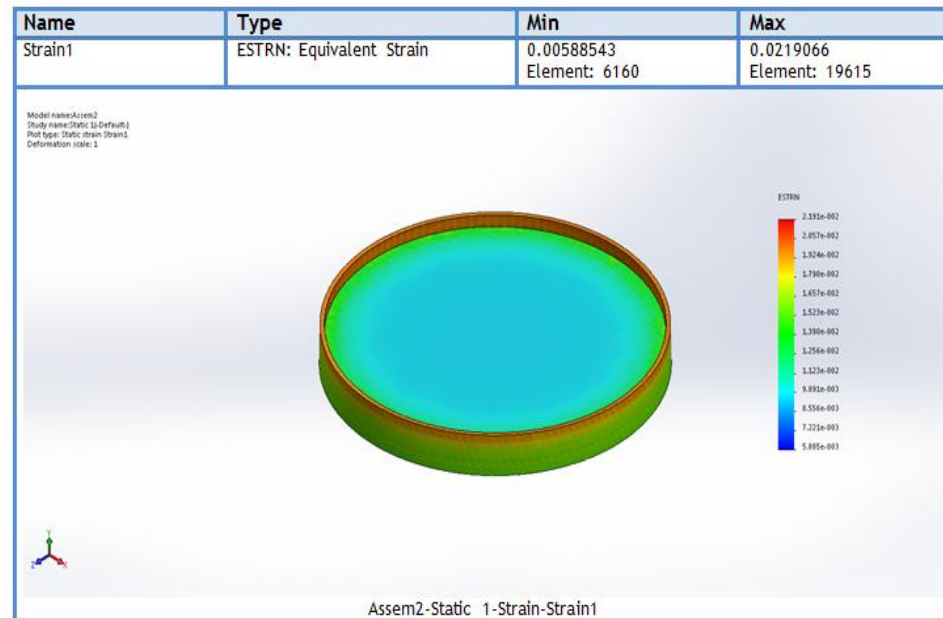 Name Type Min Max
Strain1 ESTRN: Equivalent Strain 0.00588543 0.0219066
Element: 6160 Element: 19615
Model name:Assem2
Study name:Static 1(-Default-)
Plot type: Static strain Strain1
Deformation scale: 1
ESTRN
2.191e-002
2.057e-002
1.924e-002
1.790e-002
1.657e-002
1.523e-002
1.390e-002
1.256e-002
1.123e-002
9.891e-003
8.556e-003
7.221e-003
5.885e-003
Y
Z X
Assem2-Static 1-Strain-Strain1